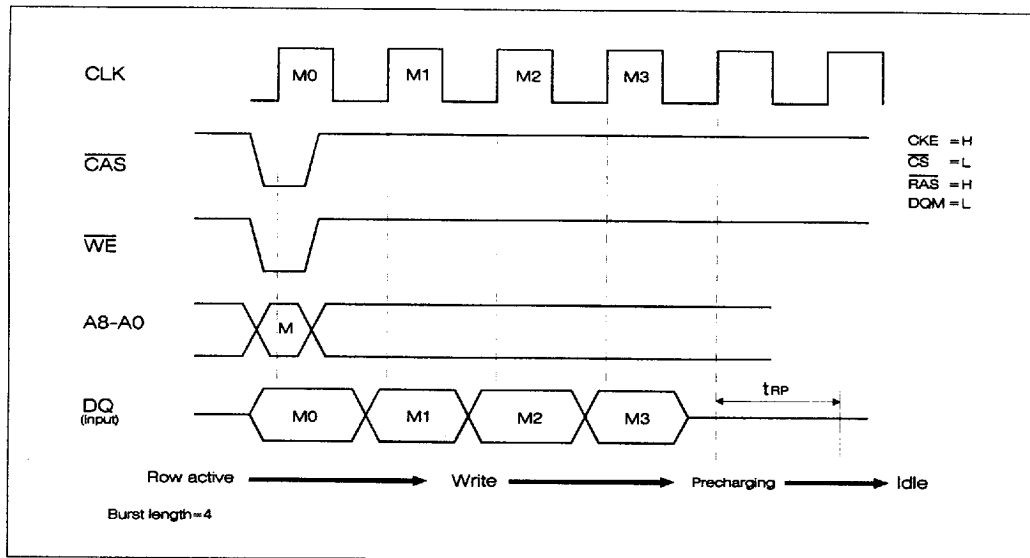 CLK M0 M1 M2 M3
CAS
CKE =H
CS =L
RAS =H
DQM =L
WE
A8-A0 M
DQ
(input)
M0 M1 M2 M3
tRP
Row active Write Precharging Idle
Burst length=4